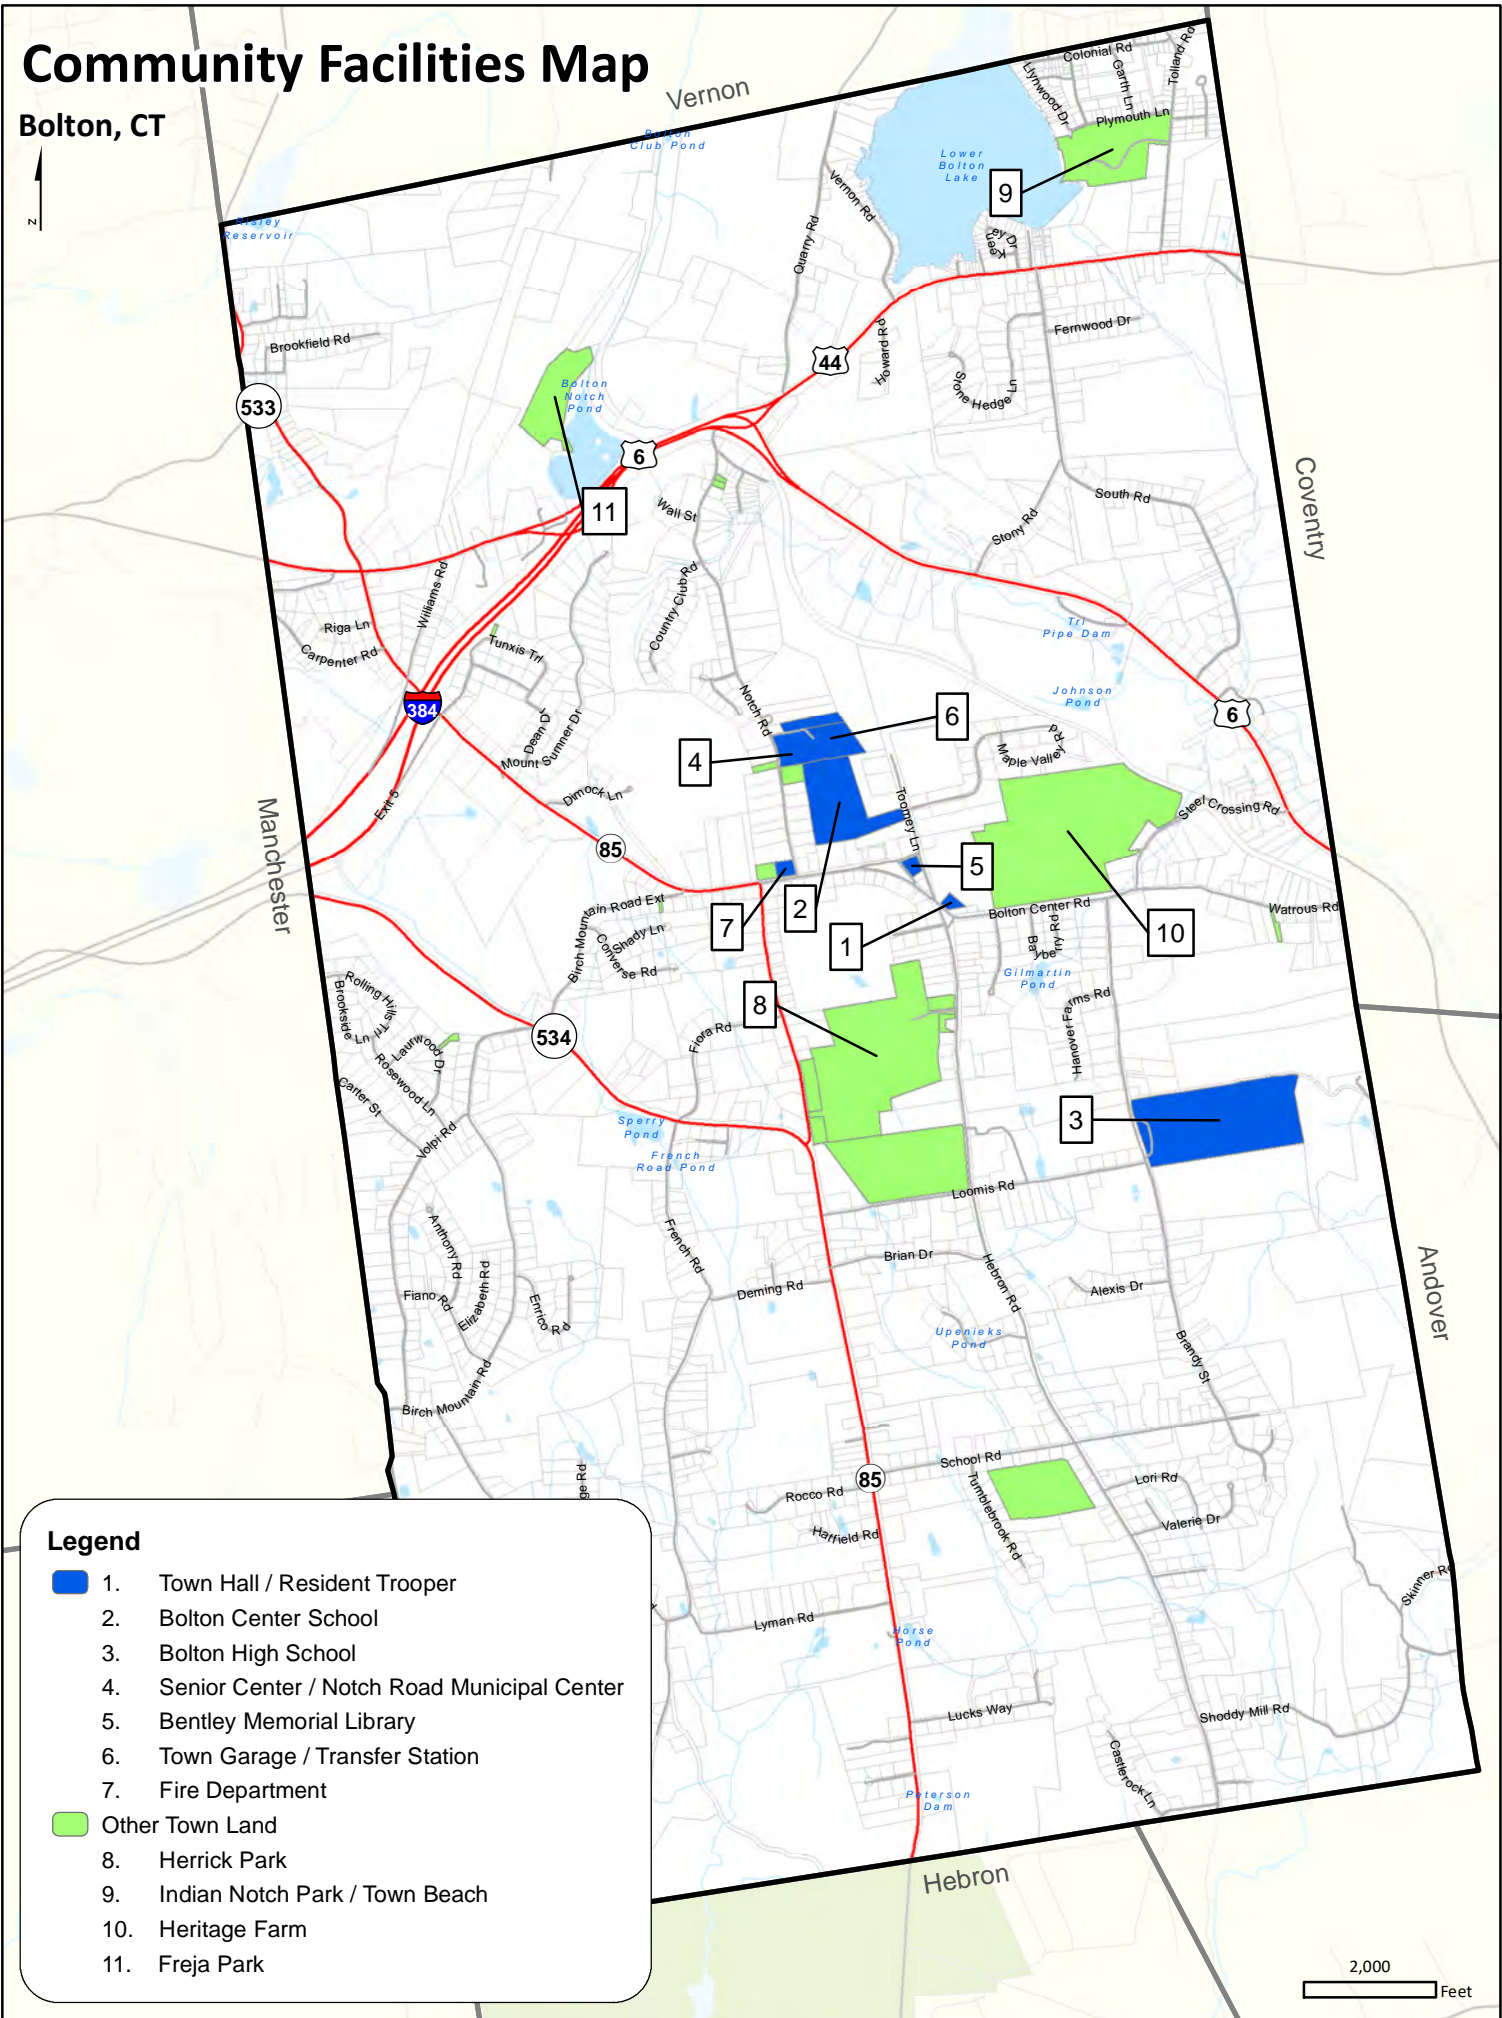 Community Facilities Map
Bolton, CT
z
Vernon
Colonial Rd
Llynwood Dr
Garth Ln
Tolland Rd
Plymouth Ln
Bolton
Club Pond
Lower
Bolton
Lake
9
Vernon Rd
Risley
Reservoir
Quarry Rd
Keeney Dr
Brookfield Rd
Fernwood Dr
Howard Rd
44
533
Bolton
Notch
Pond
Stone Hedge Ln
6
Coventry
South Rd
11
Wall St
Stony Rd
Williams Rd
Country Club Rd
Riga Ln
Carpenter Rd
Tunxis Trl
Tri
Pipe Dam
Johnson
Pond
384
Notch Rd
6
6
Dean Dr
Sumner Dr
Mount
4
Maple Valley Rd
Dimock Ln
Exit 5
Toomey Ln
Steel Crossing Rd
Manchester
85
5
2
7
1
10
Birch Mountain Road Ext
Bolton Center Rd
Watrous Rd
Shady Ln
Converse Rd
Bayberry Rd
Gilmartin
Pond
Rolling Hills Trl
Brookside Ln
8
Hanover Farms Rd
534
Fiora Rd
Laurwood Dr
Rosewood Ln
Carter St
3
Sperry
Pond
Volpi Rd
French
Road Pond
Loomis Rd
Anthony Rd
French Rd
Brian Dr
Hebron Rd
Andover
Deming Rd
Alexis Dr
Fiano Rd
Elizabeth Rd
Enrico Rd
Upenieks
Pond
Brandy St
Birch Mountain Rd
School Rd
ge Rd
85
Rocco Rd
Lori Rd
Tumblebrook Rd
Valerie Dr
Hatfield Rd
Skinner Rd
Lyman Rd
Horse
Pond
Lucks Way
Shoddy Mill Rd
Castlerock Ln
Peterson
Dam
Hebron
Legend
1. Town Hall / Resident Trooper
2. Bolton Center School
3. Bolton High School
4. Senior Center / Notch Road Municipal Center
5. Bentley Memorial Library
6. Town Garage / Transfer Station
7. Fire Department
Other Town Land
8. Herrick Park
9. Indian Notch Park / Town Beach
10. Heritage Farm
11. Freja Park
2,000
Feet